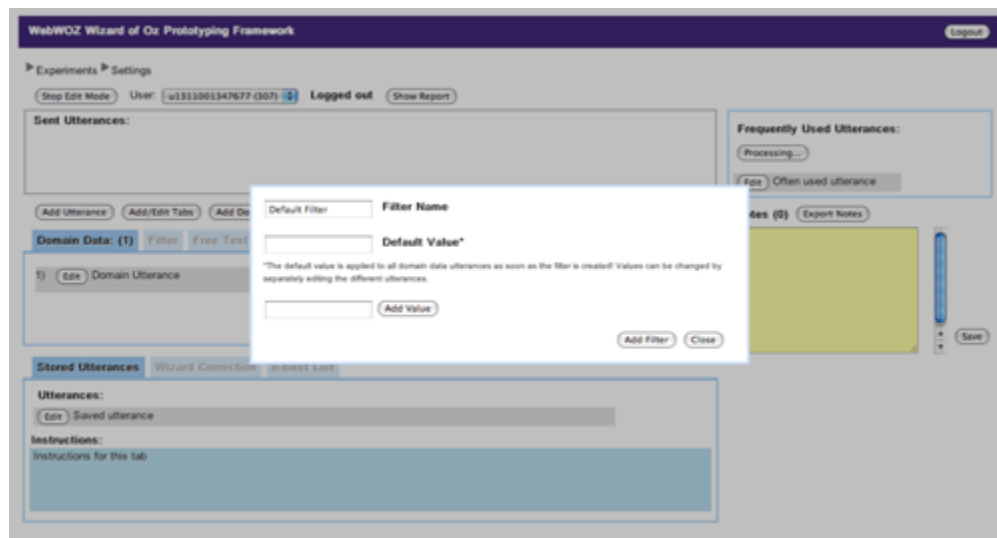 WebWOZ Wizard of Oz Prototyping Framework
Logout
Experiments Settings
Stop Edit Mode User: u1311001347677 (307) Logged out Show Report
Sent Utterances:
Frequently Used Utterances:
Processing...
Edit Often used utterance
Add Utterance Add/Edit Tabs Add Do
tes (0) Export Notes
Default Filter Filter Name
Default Value*
*The default value is applied to all domain data utterances as soon as the filter is created! Values can be changed by
separately editing the different utterances.
Add Value
Add Filter Close
Domain Data: (1) Filter Free Text
1) Edit Domain Utterance
Save
Stored Utterances Wizard Correction n-Best List
Utterances:
Edit Saved utterance
Instructions:
Instructions for this tab